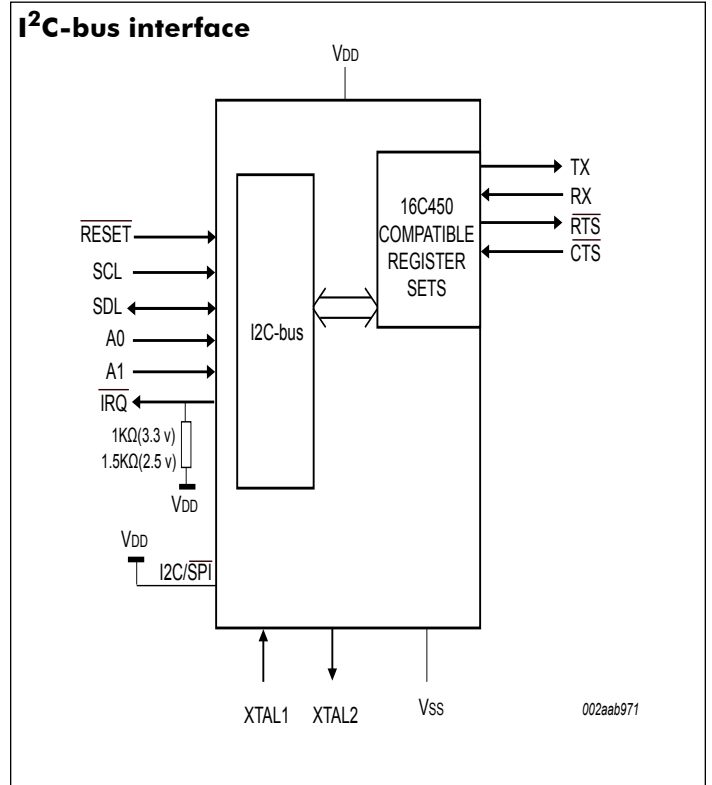 I²C-bus interface
VDD
RESET
SCL
SDL
A0
A1
IRQ
1KΩ(3.3 v)
1.5KΩ(2.5 v)
VDD
VDD
I2C/SPI
I2C-bus
16C450
COMPATIBLE
REGISTER
SETS
TX
RX
RTS
CTS
XTAL1
XTAL2
VSS
002aab971